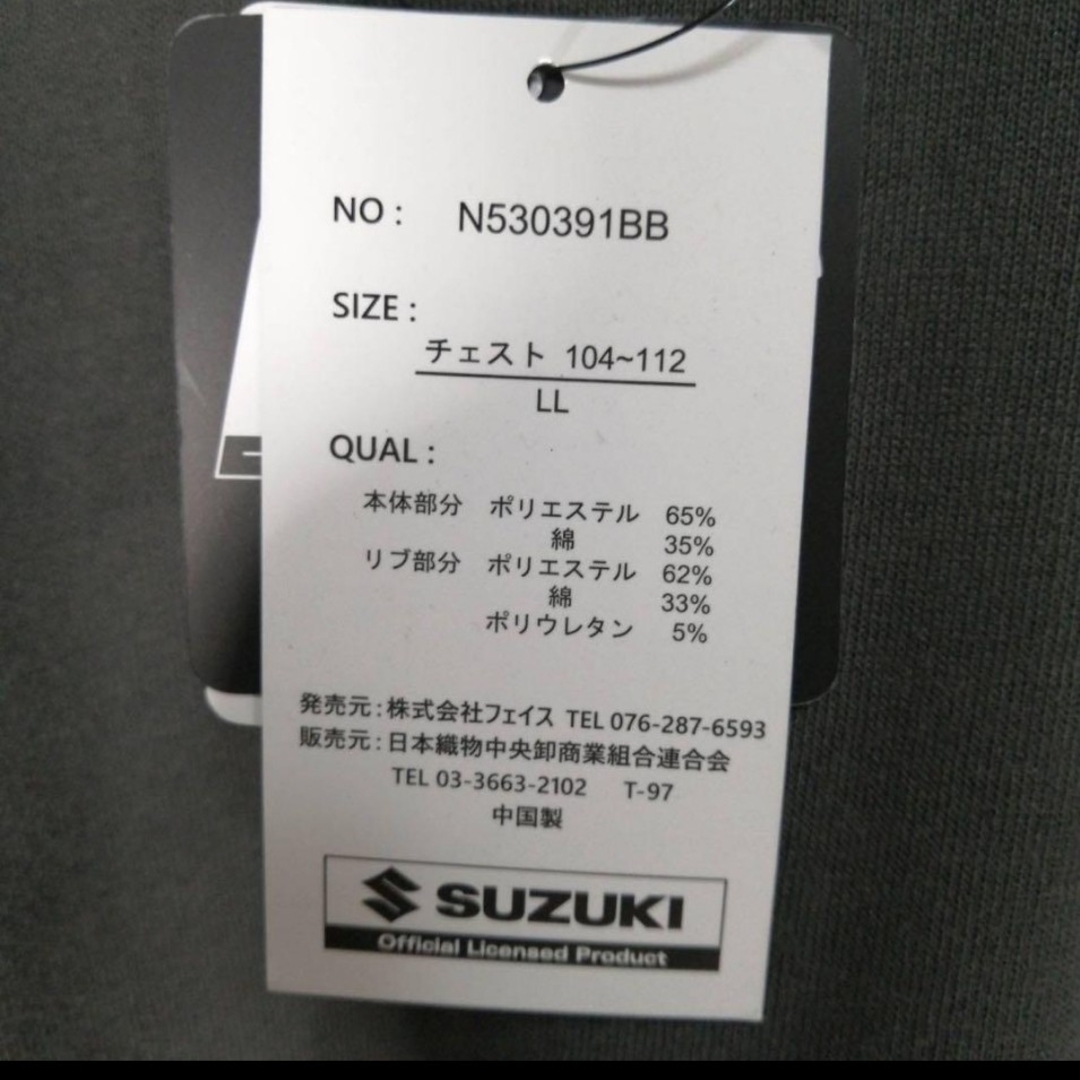 NO : N530391BB
SIZE :
チェスト 104~112
LL
QUAL :
本体部分 ポリエステル 65%
綿 35%
リブ部分 ポリエステル 62%
綿 33%
ポリウレタン 5%
発売元:株式会社フェイス TEL 076-287-6593
販売元:日本織物中央卸商業組合連合会
TEL 03-3663-2102 T-97
中国製
SUZUKI
Official Licensed Product